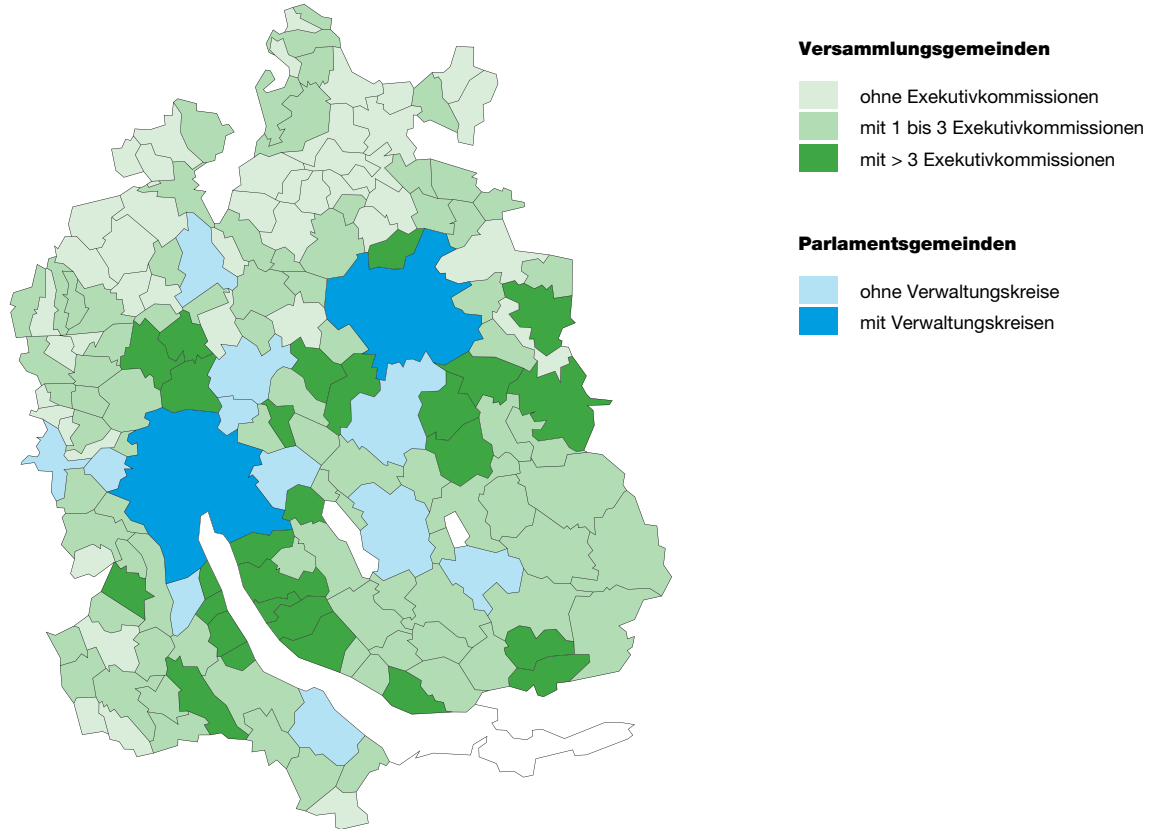 Versammlungsgemeinden
ohne Exekutivkommissionen
mit 1 bis 3 Exekutivkommissionen
mit > 3 Exekutivkommissionen
Parlamentsgemeinden
ohne Verwaltungskreise
mit Verwaltungskreisen